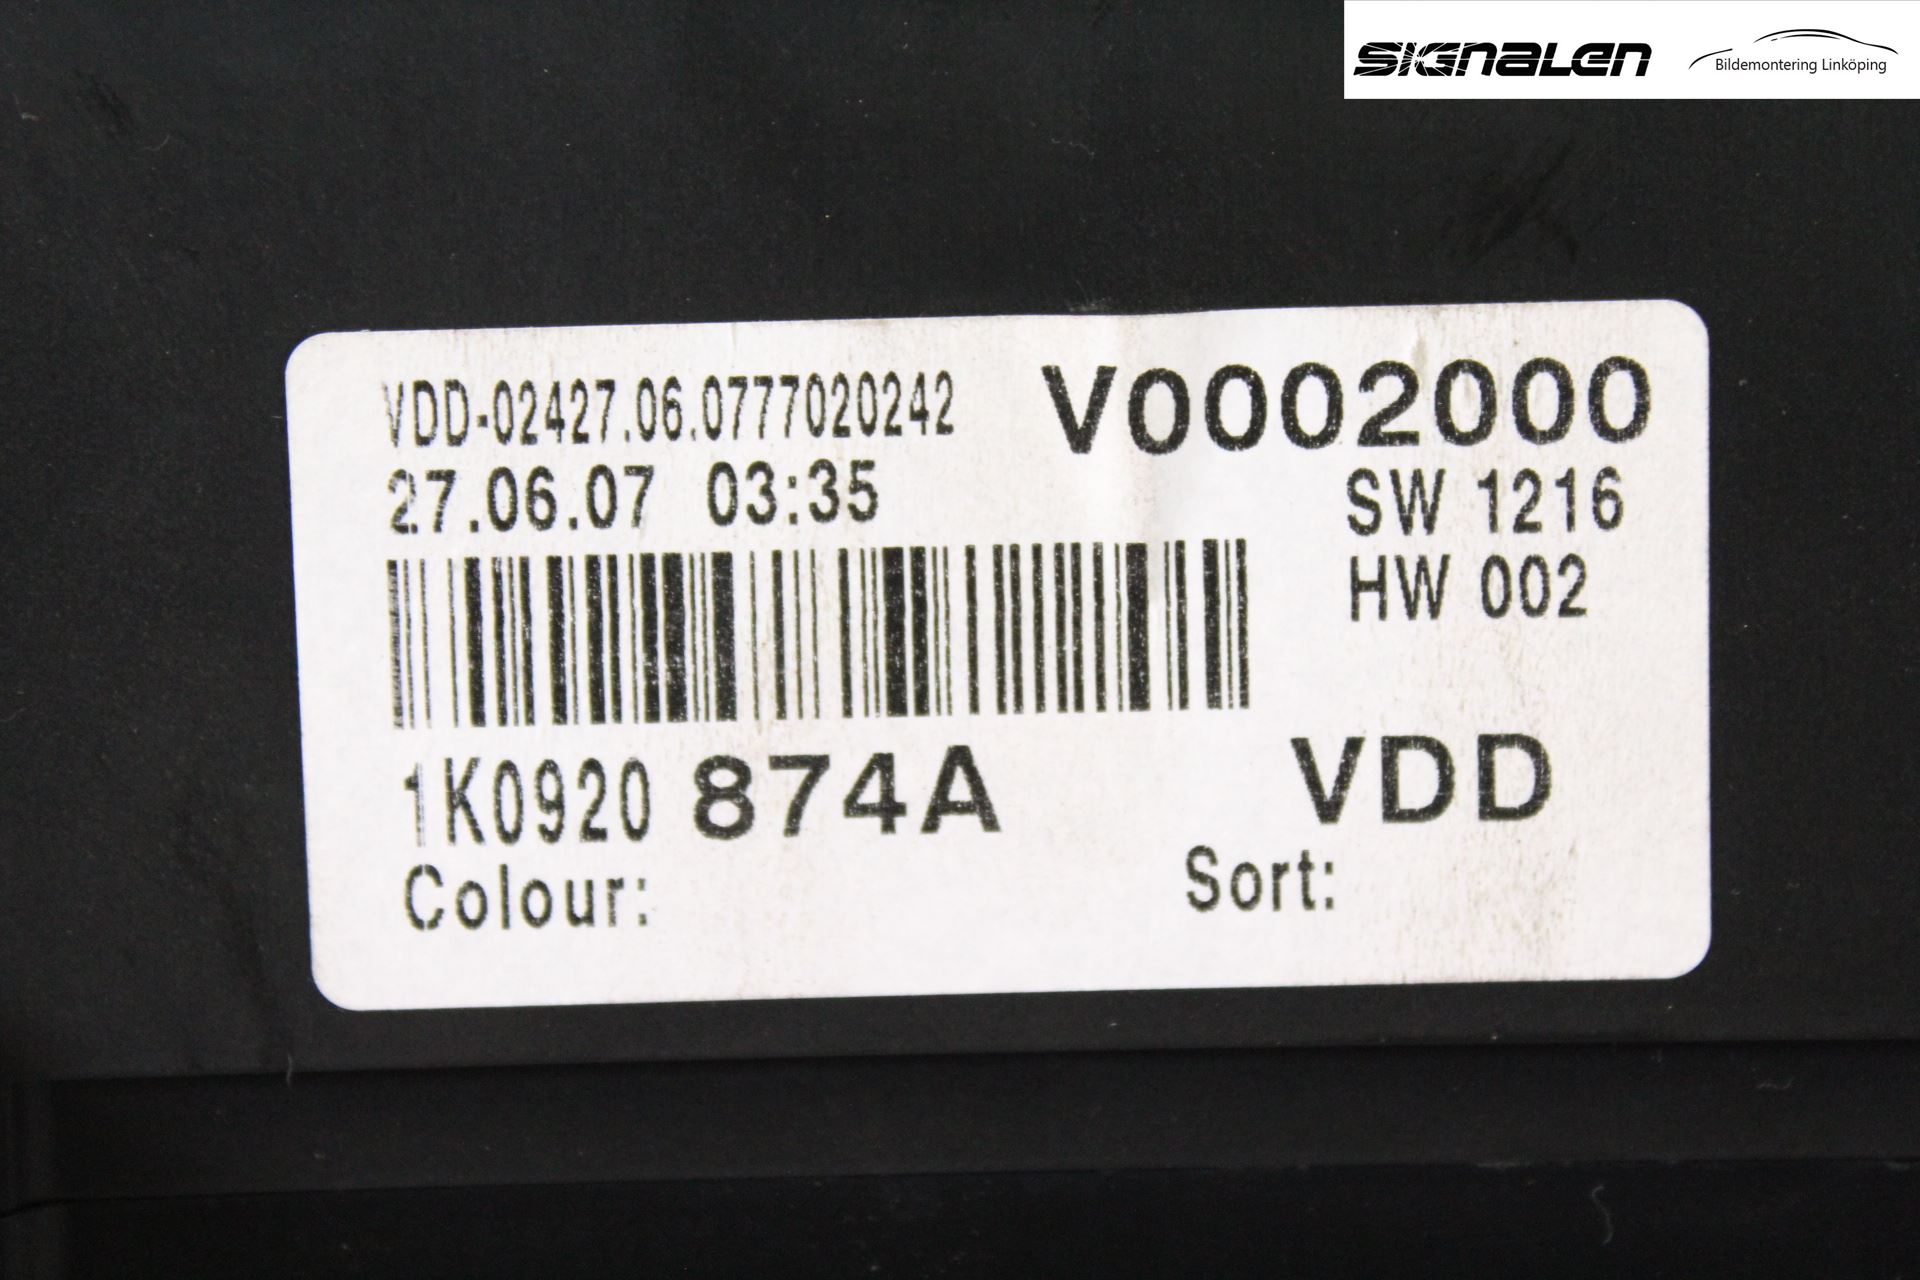 SIGNALEN
Bildemontering Linköping
VDD-02427.06.0777020242 V0002000
27.06.07 03:35 SW 1216
HW 002
1K0920 874A VDD
Colour: Sort: